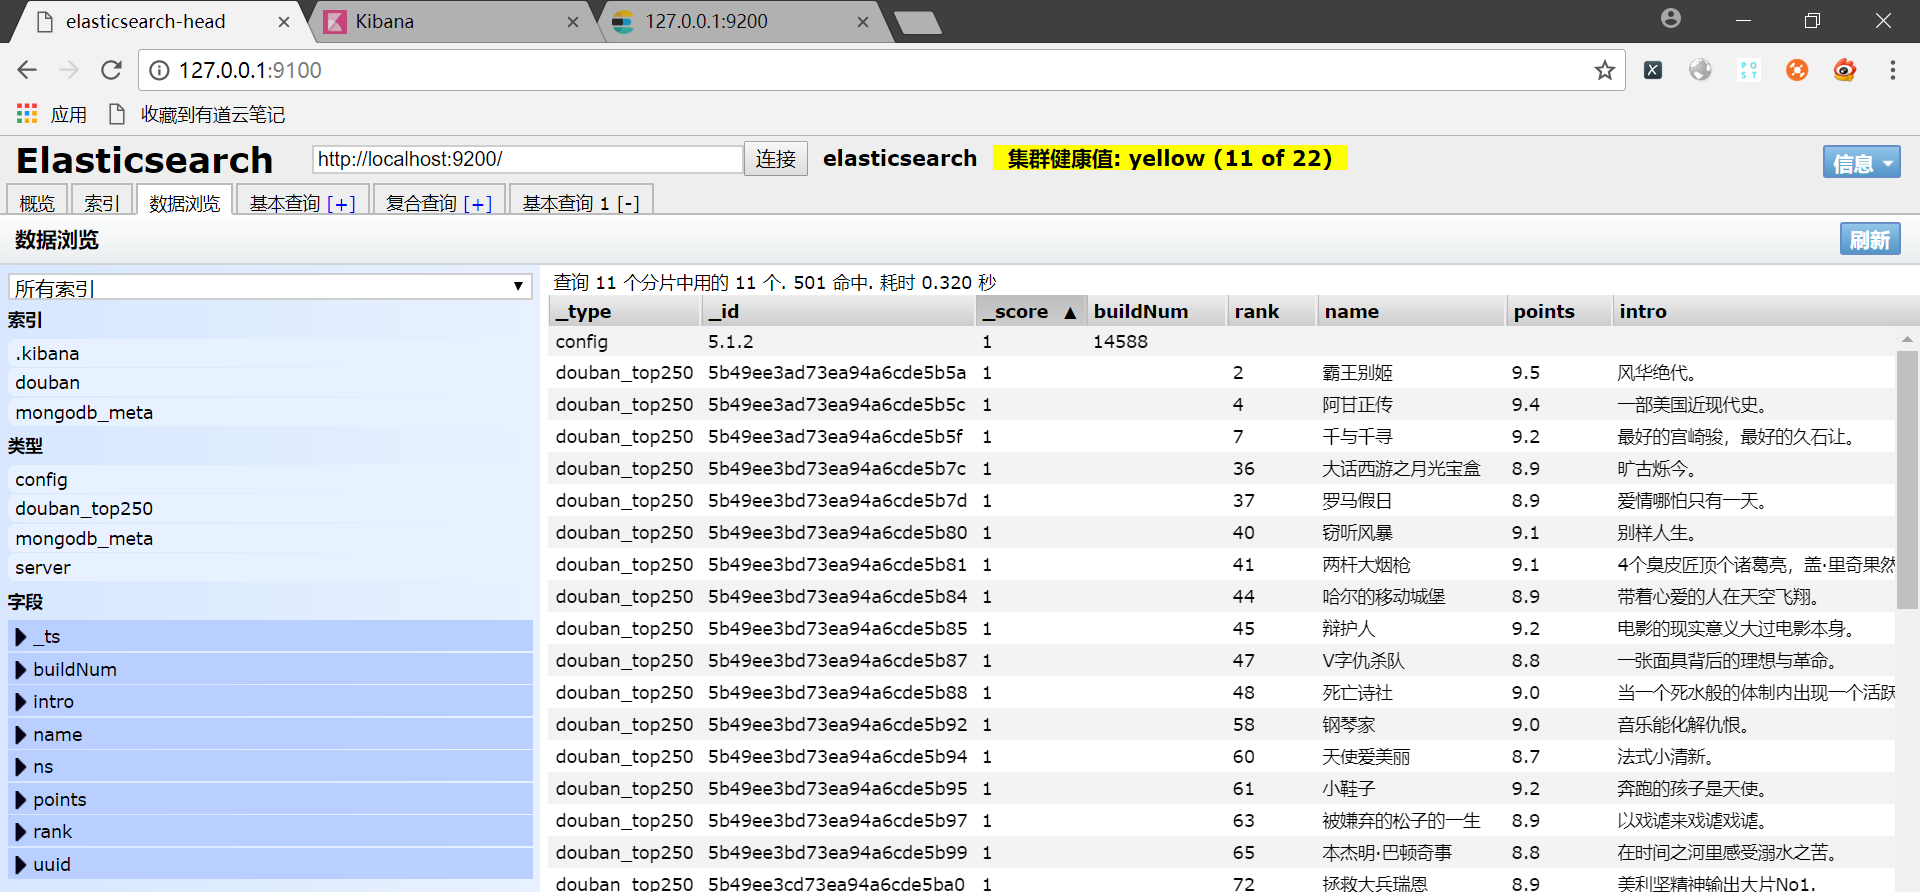 elasticsearch-head
Kibana
127.0.0.1:9200
127.0.0.1:9100
POST
应用 收藏到有道云笔记
Elasticsearch http://localhost:9200/ 连接 elasticsearch 集群健康值: yellow (11 of 22) 信息
概览 索引 数据浏览 基本查询 [+] 复合查询 [+] 基本查询 1 [-]
数据浏览 刷新
所有索引
索引
.kibana
douban
mongodb_meta
类型
config
douban_top250
mongodb_meta
server
字段
_ts
buildNum
intro
name
ns
points
rank
uuid
查询 11 个分片中用的 11 个. 501 命中. 耗时 0.320 秒
_type _id _score ▲ buildNum rank name points intro
config 5.1.2 1 14588
douban_top250 5b49ee3ad73ea94a6cde5b5a 1 2 霸王别姬 9.5 风华绝代。
douban_top250 5b49ee3ad73ea94a6cde5b5c 1 4 阿甘正传 9.4 一部美国近现代史。
douban_top250 5b49ee3ad73ea94a6cde5b5f 1 7 千与千寻 9.2 最好的宫崎骏，最好的久石让。
douban_top250 5b49ee3bd73ea94a6cde5b7c 1 36 大话西游之月光宝盒 8.9 旷古烁今。
douban_top250 5b49ee3bd73ea94a6cde5b7d 1 37 罗马假日 8.9 爱情哪怕只有一天。
douban_top250 5b49ee3bd73ea94a6cde5b80 1 40 窃听风暴 9.1 别样人生。
douban_top250 5b49ee3bd73ea94a6cde5b81 1 41 两杆大烟枪 9.1 4个臭皮匠顶个诸葛亮，盖·里奇果然
douban_top250 5b49ee3bd73ea94a6cde5b84 1 44 哈尔的移动城堡 8.9 带着心爱的人在天空飞翔。
douban_top250 5b49ee3bd73ea94a6cde5b85 1 45 辩护人 9.2 电影的现实意义大过电影本身。
douban_top250 5b49ee3bd73ea94a6cde5b87 1 47 V字仇杀队 8.8 一张面具背后的理想与革命。
douban_top250 5b49ee3bd73ea94a6cde5b88 1 48 死亡诗社 9.0 当一个死水般的体制内出现一个活跃
douban_top250 5b49ee3bd73ea94a6cde5b92 1 58 钢琴家 9.0 音乐能化解仇恨。
douban_top250 5b49ee3bd73ea94a6cde5b94 1 60 天使爱美丽 8.7 法式小清新。
douban_top250 5b49ee3bd73ea94a6cde5b95 1 61 小鞋子 9.2 奔跑的孩子是天使。
douban_top250 5b49ee3bd73ea94a6cde5b97 1 63 被嫌弃的松子的一生 8.9 以戏谑来戏谑戏谑。
douban_top250 5b49ee3bd73ea94a6cde5b99 1 65 本杰明·巴顿奇事 8.8 在时间之河里感受溺水之苦。
douban_top250 5b49ee3cd73ea94a6cde5ba0 1 72 拯救大兵瑞恩 8.9 美利坚精神输出大片No1.